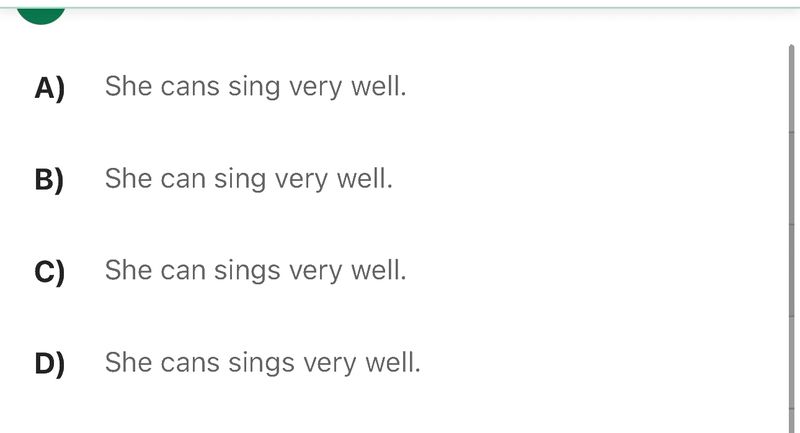 A) She cans sing very well.
B) She can sing very well.
C) She can sings very well.
D) She cans sings very well.